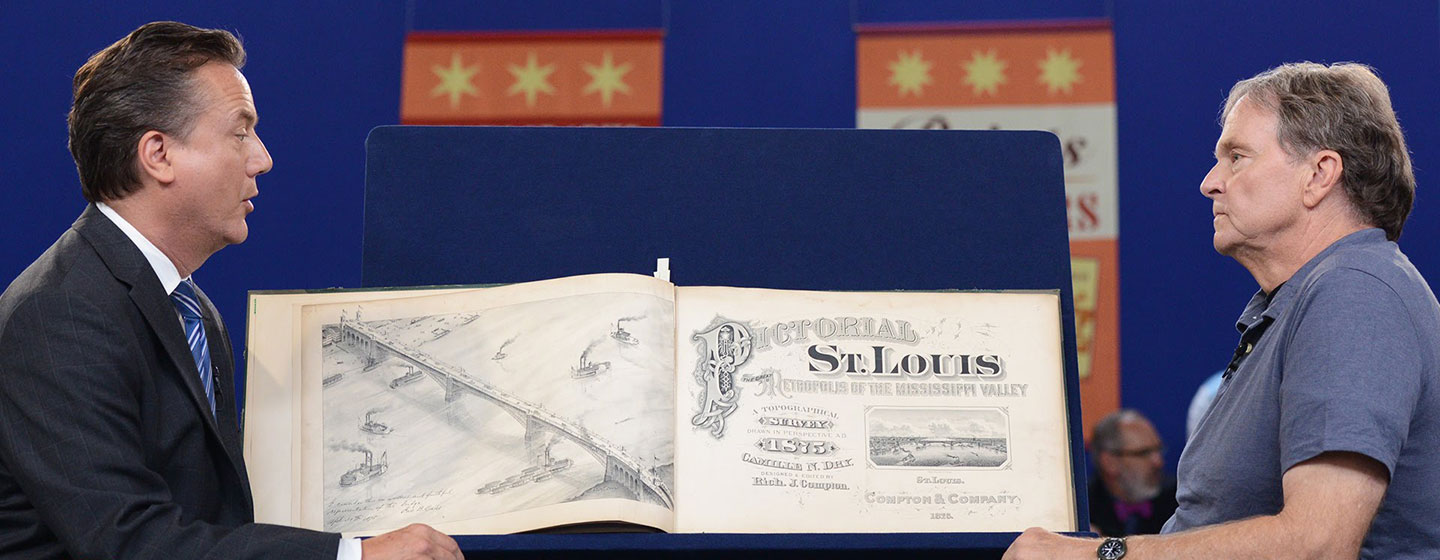 PICTORIAL
ST. LOUIS
THE GREAT
METROPOLIS OF THE MISSISSIPPI VALLEY
A TOPOGRAPHICAL
SURVEY
DRAWN IN PERSPECTIVE A.D.
1875
BY
CAMILLE N. DRY.
DESIGNED & EDITED BY
Rich. J. Compton.
ST. LOUIS.
COMPTON & COMPANY
1875.